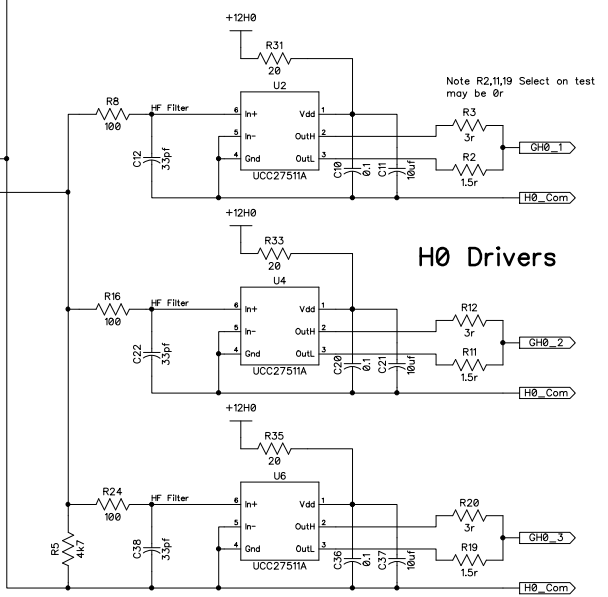 +12H0
R31
20
U2
Note R2,11,19 Select on test
may be 0r
R8
100
HF Filter
6 In+ Vdd 1
5 In- OutH 2
4 Gnd OutL 3
UCC27511A
C12
33pf
C10
0.1
C11
10uf
R3
3r
R2
1.5r
GH0_1
H0_Com
+12H0
R33
20
H0 Drivers
U4
R16
100
HF Filter
6 In+ Vdd 1
5 In- OutH 2
4 Gnd OutL 3
UCC27511A
C22
33pf
C20
0.1
C21
10uf
R12
3r
R11
1.5r
GH0_2
H0_Com
+12H0
R35
20
U6
R24
100
HF Filter
6 In+ Vdd 1
5 In- OutH 2
4 Gnd OutL 3
UCC27511A
R5
4k7
C38
33pf
C36
0.1
C37
10uf
R20
3r
R19
1.5r
GH0_3
H0_Com